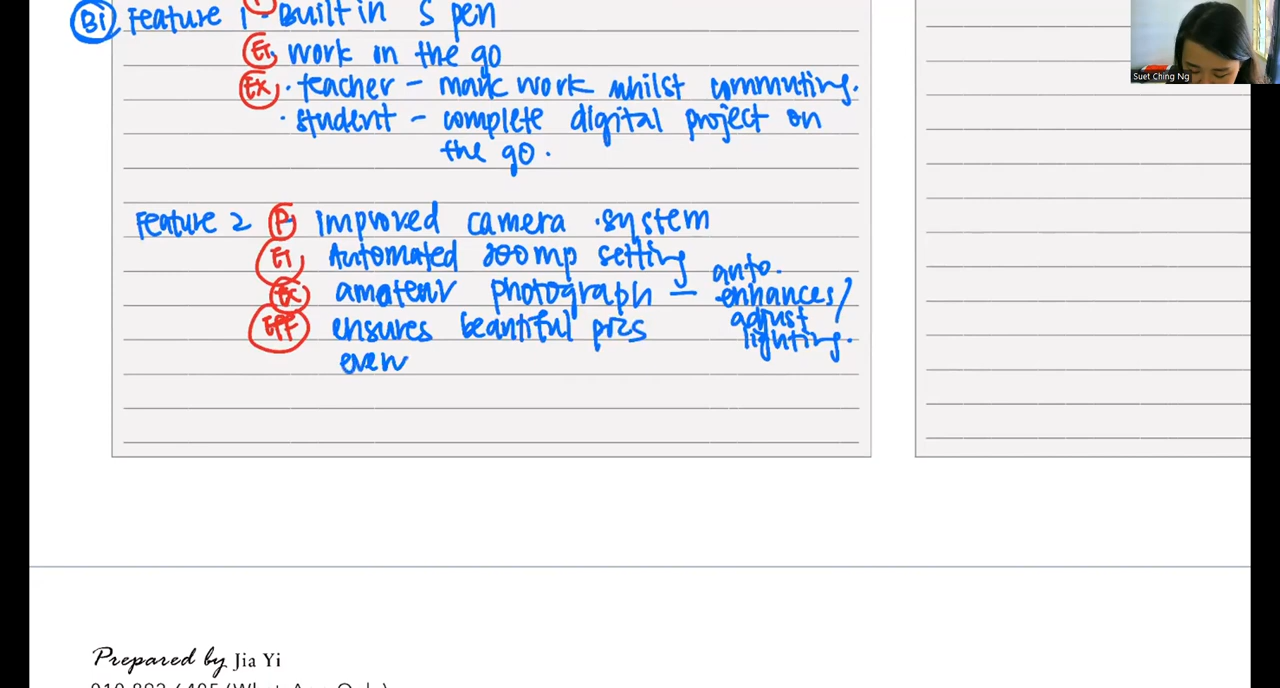 Bi Feature 1 P - Built in S pen
E1. work on the go
Ex. · teacher - mark work whilst commuting.
· student - complete digital project on
the go.
Feature 2 P- improved camera system
E1 Automated 200mp setting
Ex amateur photograph - auto. enhances/ adjust lighting.
Eff ensures beautiful pics
even
Suet Ching Ng
Prepared by Jia Yi